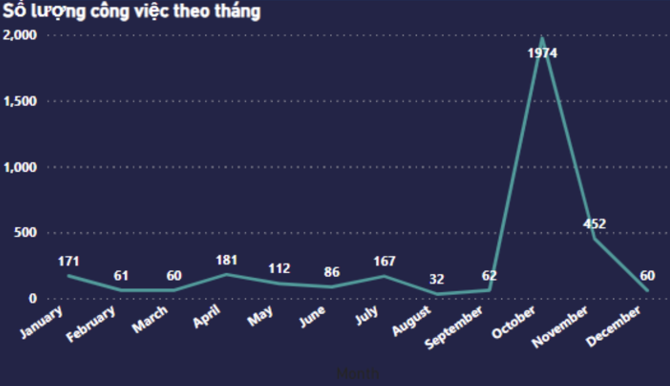 Số lượng công việc theo tháng
2,000
1,500
1,000
500
0
171
61
60
181
112
86
167
32
62
1974
452
60
January
February
March
April
May
June
July
August
September
October
November
December
Month